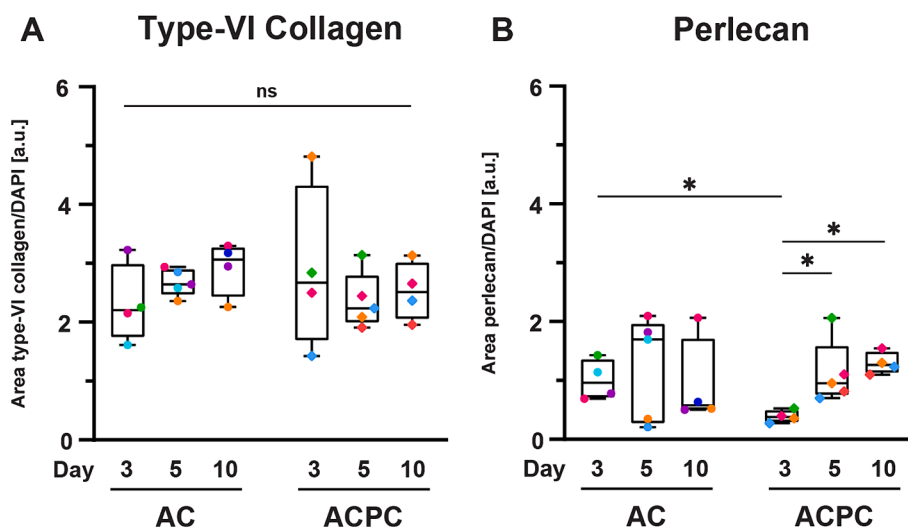 A Type-VI Collagen
Area type-VI collagen/DAPI [a.u.]
6
4
2
0
ns
Day 3 5 10 3 5 10
AC ACPC
B Perlecan
Area perlecan/DAPI [a.u.]
6
4
2
0
*
*
*
Day 3 5 10 3 5 10
AC ACPC